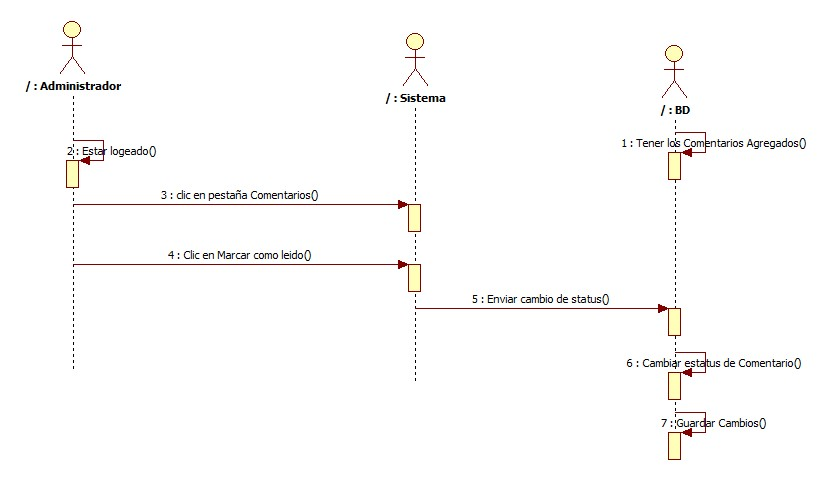 / : Administrador
/ : Sistema
/ : BD
1 : Tener los Comentarios Agregados()
2 : Estar logeado()
3 : clic en pestaña Comentarios()
4 : Clic en Marcar como leido()
5 : Enviar cambio de status()
6 : Cambiar estatus de Comentario()
7 : Guardar Cambios()